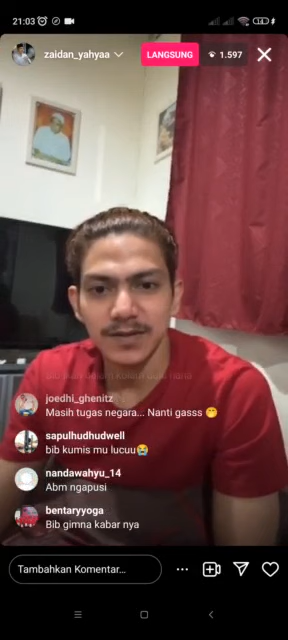 21:03
zaidan_yahyaa
LANGSUNG
1.597
joedhi_ghenitz
Masih tugas negara... Nanti gasss 🤭
sapulhudhudwell
bib kumis mu lucuu😭
nandawahyu_14
Abm ngapusi
bentaryyoga
Bib gimna kabar nya
Tambahkan Komentar...